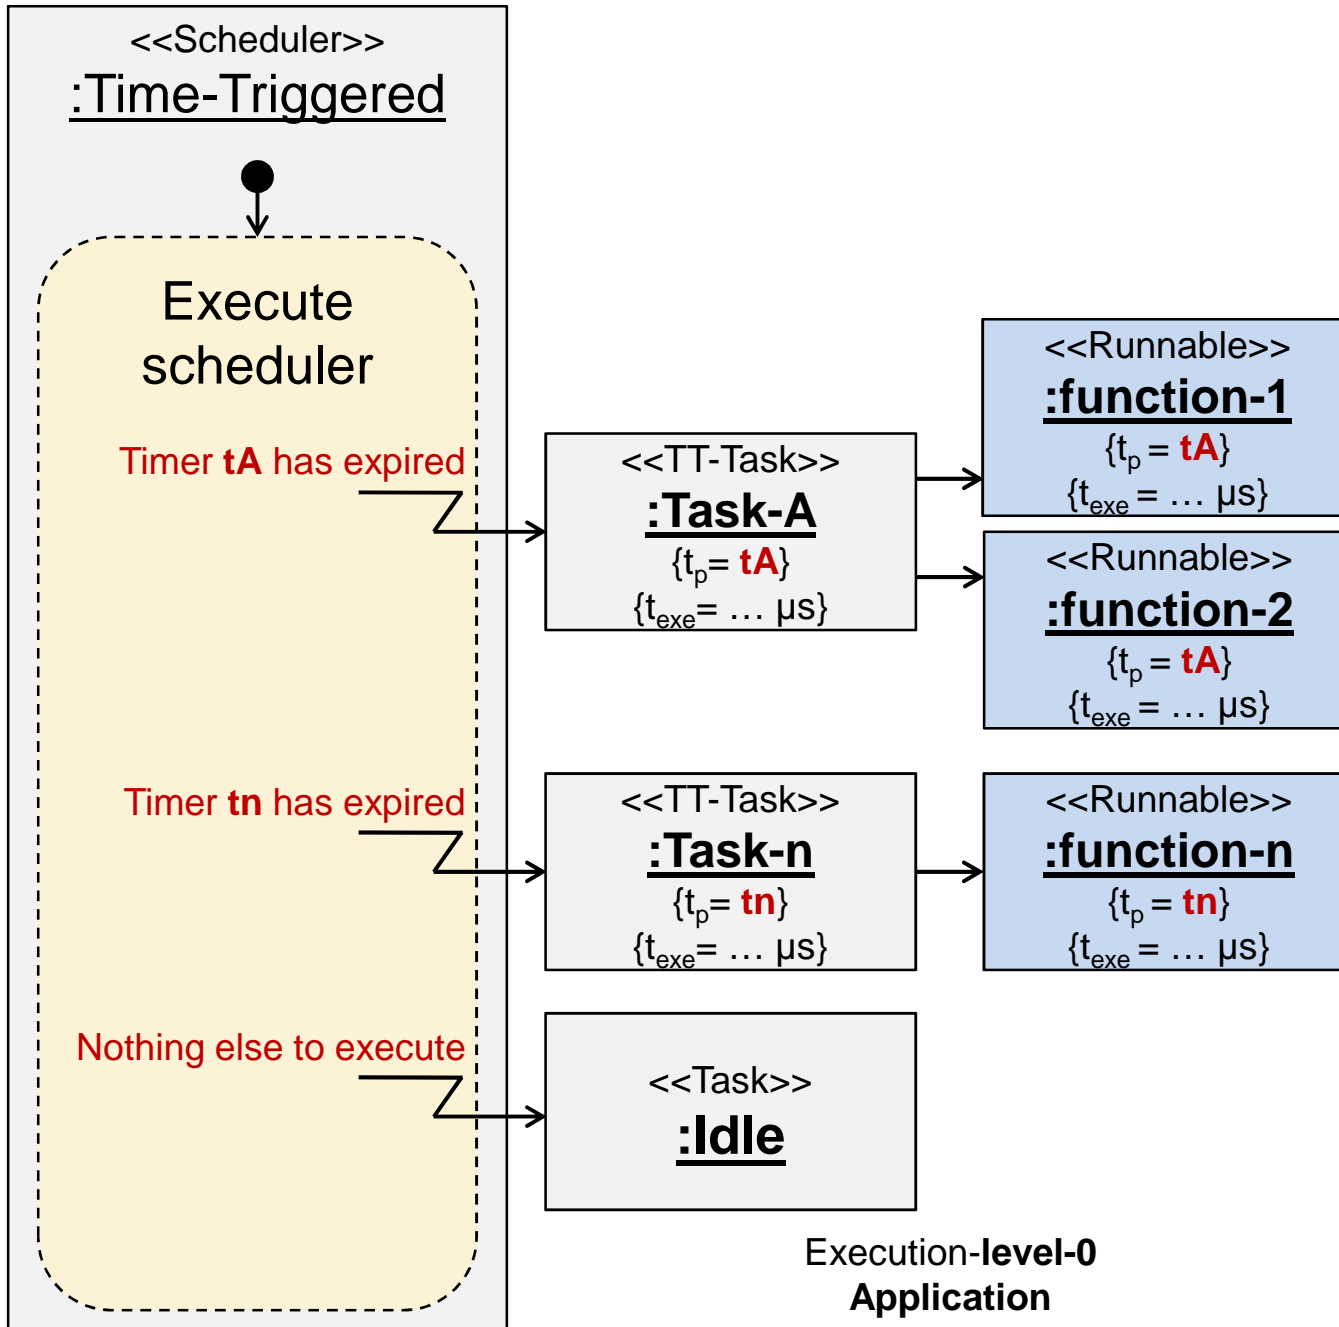 <<Scheduler>>
:Time-Triggered
Execute
scheduler
Timer tA has expired
<<TT-Task>>
:Task-A
{tp= tA}
{texe= … µs}
<<Runnable>>
:function-1
{tp = tA}
{texe = … µs}
<<Runnable>>
:function-2
{tp = tA}
{texe = … µs}
Timer tn has expired
<<TT-Task>>
:Task-n
{tp= tn}
{texe= … µs}
<<Runnable>>
:function-n
{tp = tn}
{texe = … µs}
Nothing else to execute
<<Task>>
:Idle
Execution-level-0
Application